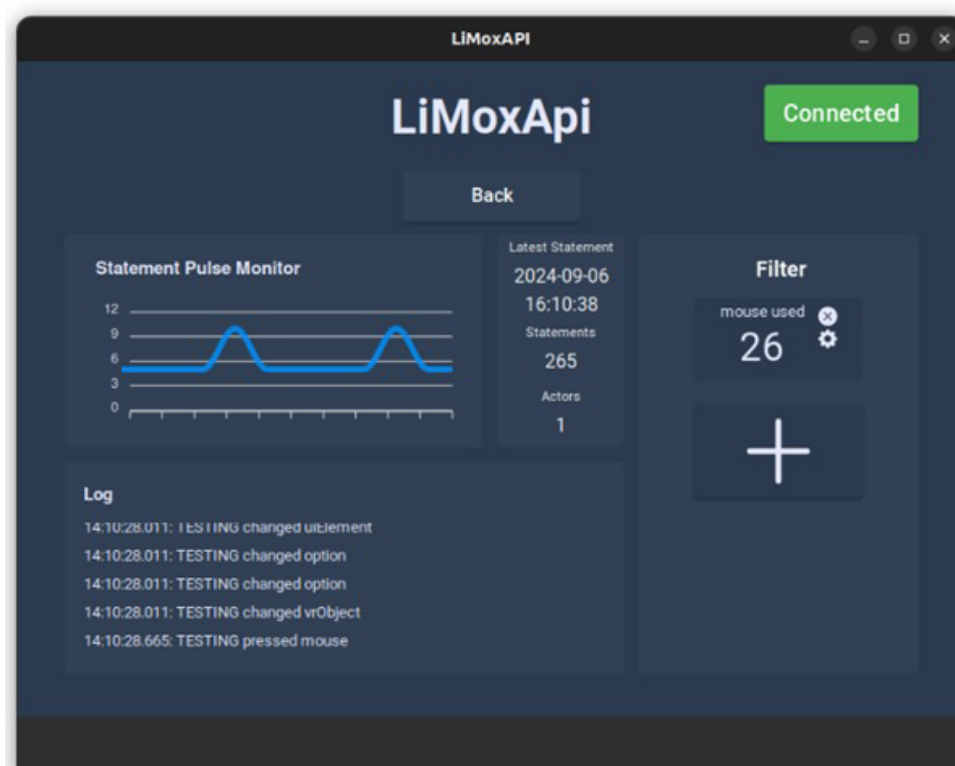 LiMoxAPI
LiMoxApi
Connected
Back
Statement Pulse Monitor
12
9
6
3
0
Latest Statement
2024-09-06
16:10:38
Statements
265
Actors
1
Filter
mouse used
26
Log
14:10:28.011: TESTING changed uiElement
14:10:28.011: TESTING changed option
14:10:28.011: TESTING changed option
14:10:28.011: TESTING changed vrObject
14:10:28.665: TESTING pressed mouse